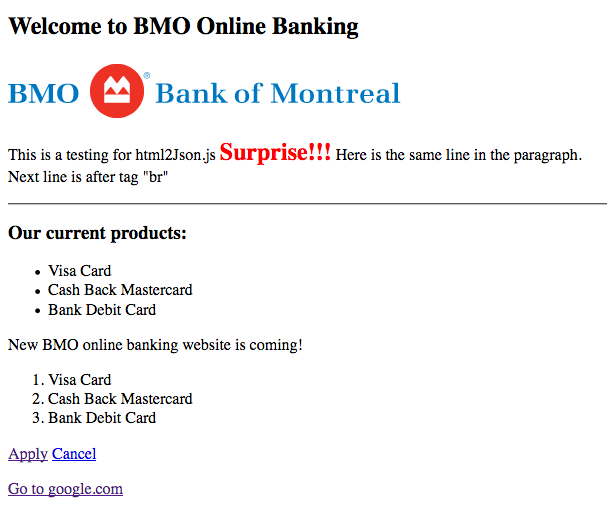 Welcome to BMO Online Banking
BMO ® Bank of Montreal
This is a testing for html2Json.js Surprise!!! Here is the same line in the paragraph.
Next line is after tag "br"
Our current products:
• Visa Card
• Cash Back Mastercard
• Bank Debit Card
New BMO online banking website is coming!
1. Visa Card
2. Cash Back Mastercard
3. Bank Debit Card
Apply Cancel
Go to google.com